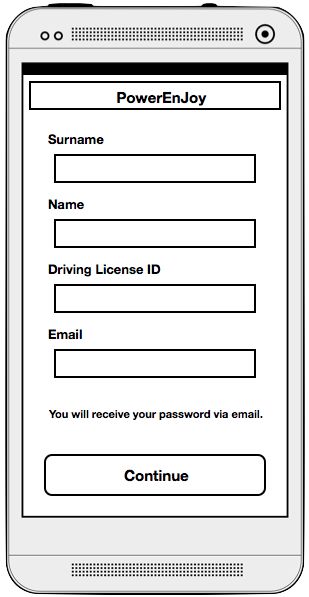 PowerEnJoy
Surname
Name
Driving License ID
Email
You will receive your password via email.
Continue